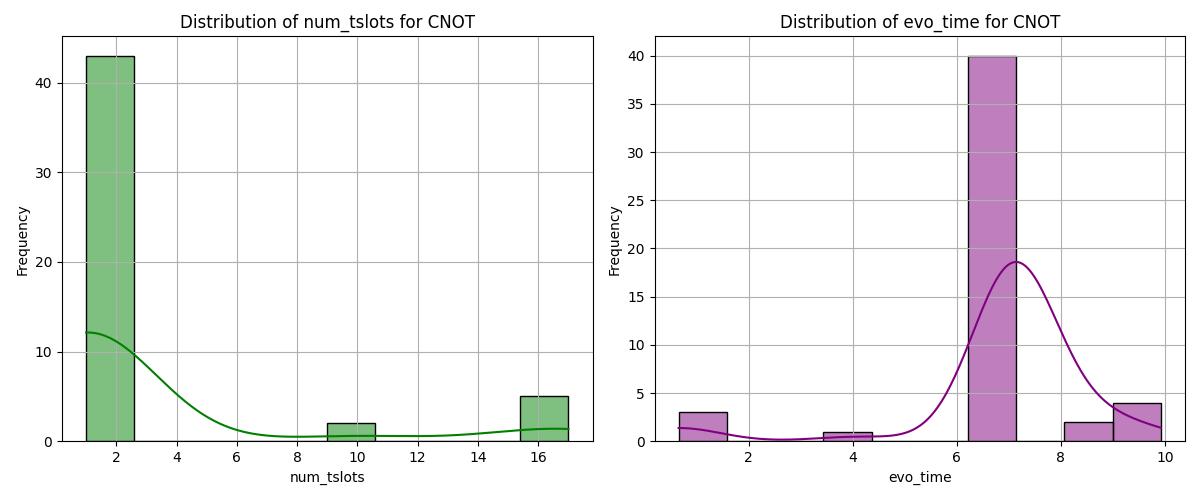 Distribution of num_tslots for CNOT
Frequency
40
30
20
10
0
2 4 6 8 10 12 14 16
num_tslots
Distribution of evo_time for CNOT
Frequency
40
35
30
25
20
15
10
5
0
2 4 6 8 10
evo_time